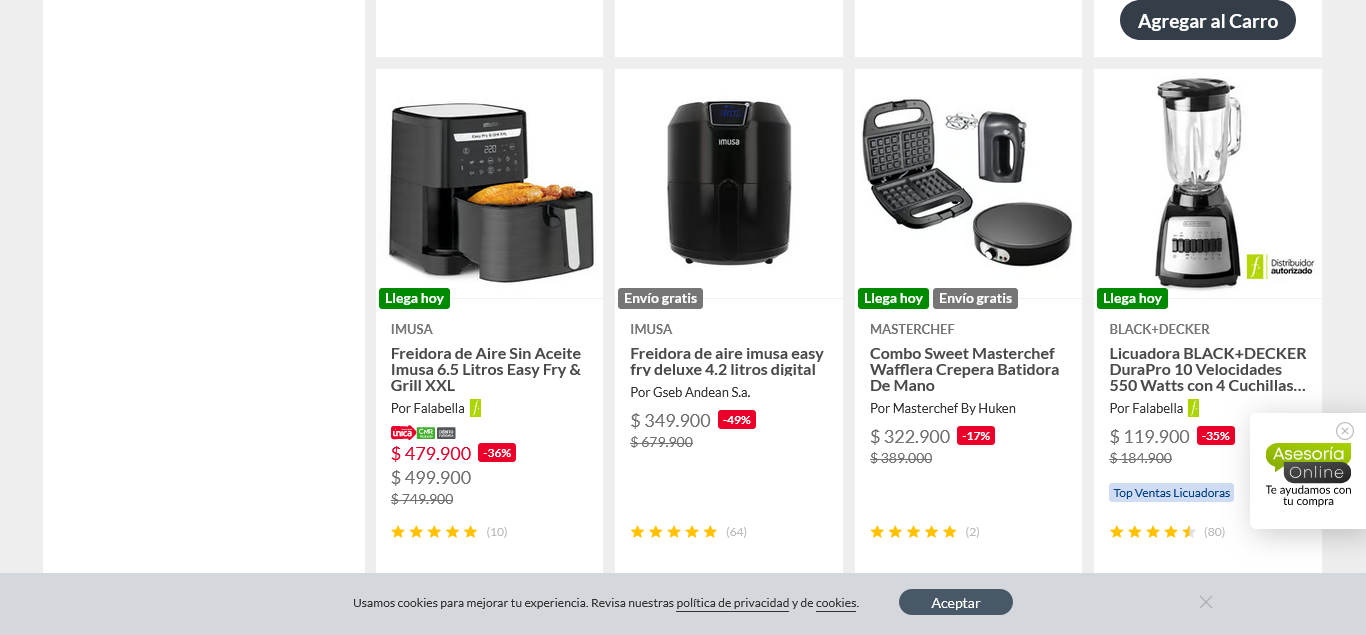 Agregar al Carro
imusa
Distribuidor
autorizado
Llega hoy
Envío gratis
Llega hoy
Envío gratis
Llega hoy
IMUSA
Freidora de Aire Sin Aceite
Imusa 6.5 Litros Easy Fry &
Grill XXL
Por Falabella
única
CMR
$ 479.900 -36%
$ 499.900
$ 749.900
(10)
IMUSA
Freidora de aire imusa easy
fry deluxe 4.2 litros digital
Por Gseb Andean S.a.
$ 349.900 -49%
$ 679.900
(64)
MASTERCHEF
Combo Sweet Masterchef
Wafflera Crepera Batidora
De Mano
Por Masterchef By Huken
$ 322.900 -17%
$ 389.000
(2)
BLACK+DECKER
Licuadora BLACK+DECKER
DuraPro 10 Velocidades
550 Watts con 4 Cuchillas...
Por Falabella
$ 119.900 -35%
$ 184.900
Top Ventas Licuadoras
(80)
Asesoría
Online
Te ayudamos con
tu compra
Usamos cookies para mejorar tu experiencia. Revisa nuestras política de privacidad y de cookies.
Aceptar